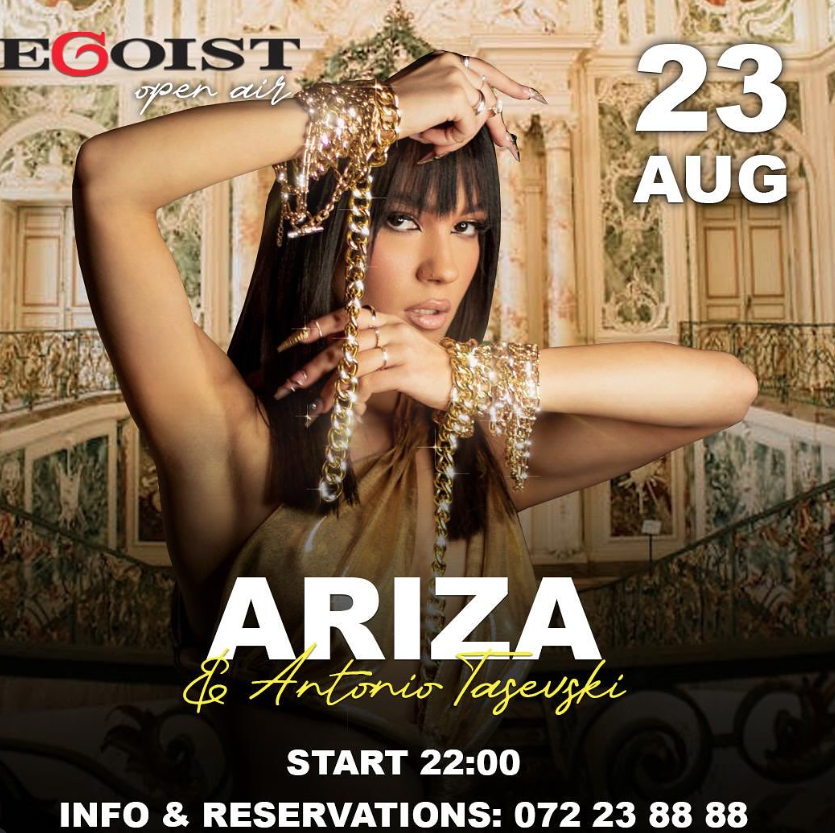 EGOIST
open air
23
AUG
ARIZA
& Antonio Tasevski
START 22:00
INFO & RESERVATIONS: 072 23 88 88